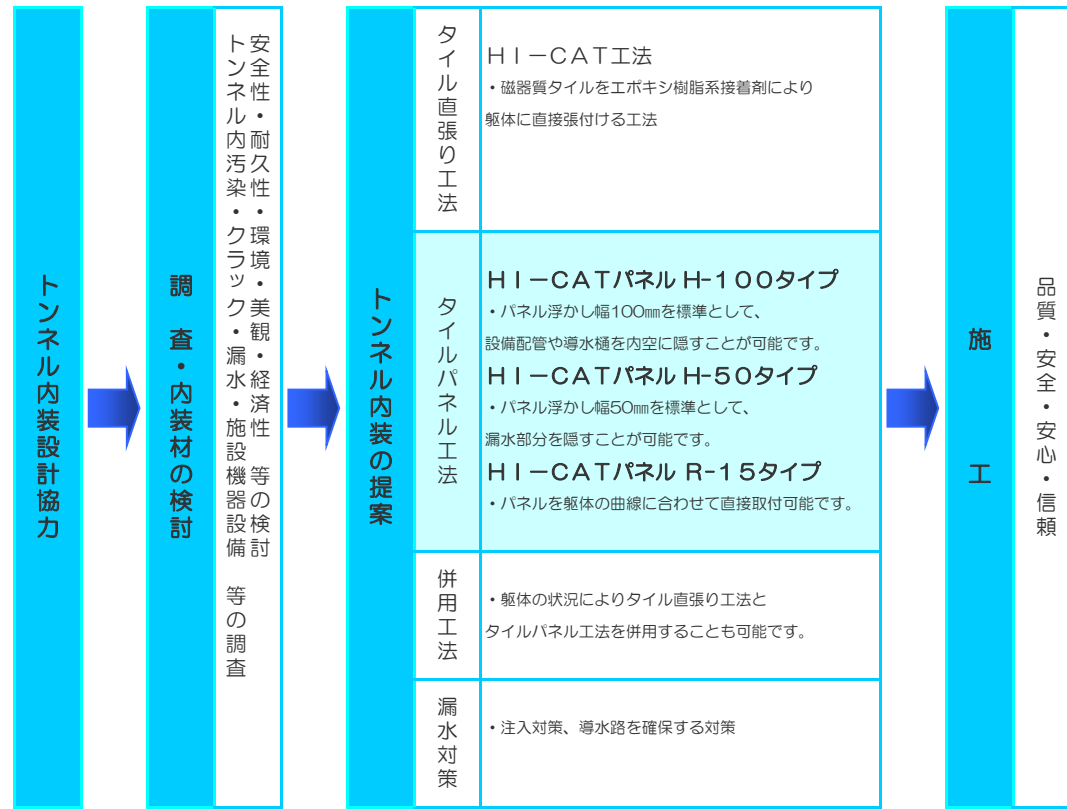 トンネル内装設計協力
調査・内装材の検討
安全性・耐久性・環境・美観・経済性 等の検討
トンネル内汚染・クラック・漏水・施設機器設備 等の調査
トンネル内装の提案
タイル直張り工法
HI-CAT工法
・磁器質タイルをエポキシ樹脂系接着剤により
躯体に直接張付ける工法
タイルパネル工法
HI-CATパネル H-100タイプ
・パネル浮かし幅100㎜を標準として、
設備配管や導水樋を内空に隠すことが可能です。
HI-CATパネル H-50タイプ
・パネル浮かし幅50㎜を標準として、
漏水部分を隠すことが可能です。
HI-CATパネル R-15タイプ
・パネルを躯体の曲線に合わせて直接取付可能です。
併用工法
・躯体の状況によりタイル直張り工法と
タイルパネル工法を併用することも可能です。
漏水対策
・注入対策、導水路を確保する対策
施工
品質・安全・安心・信頼